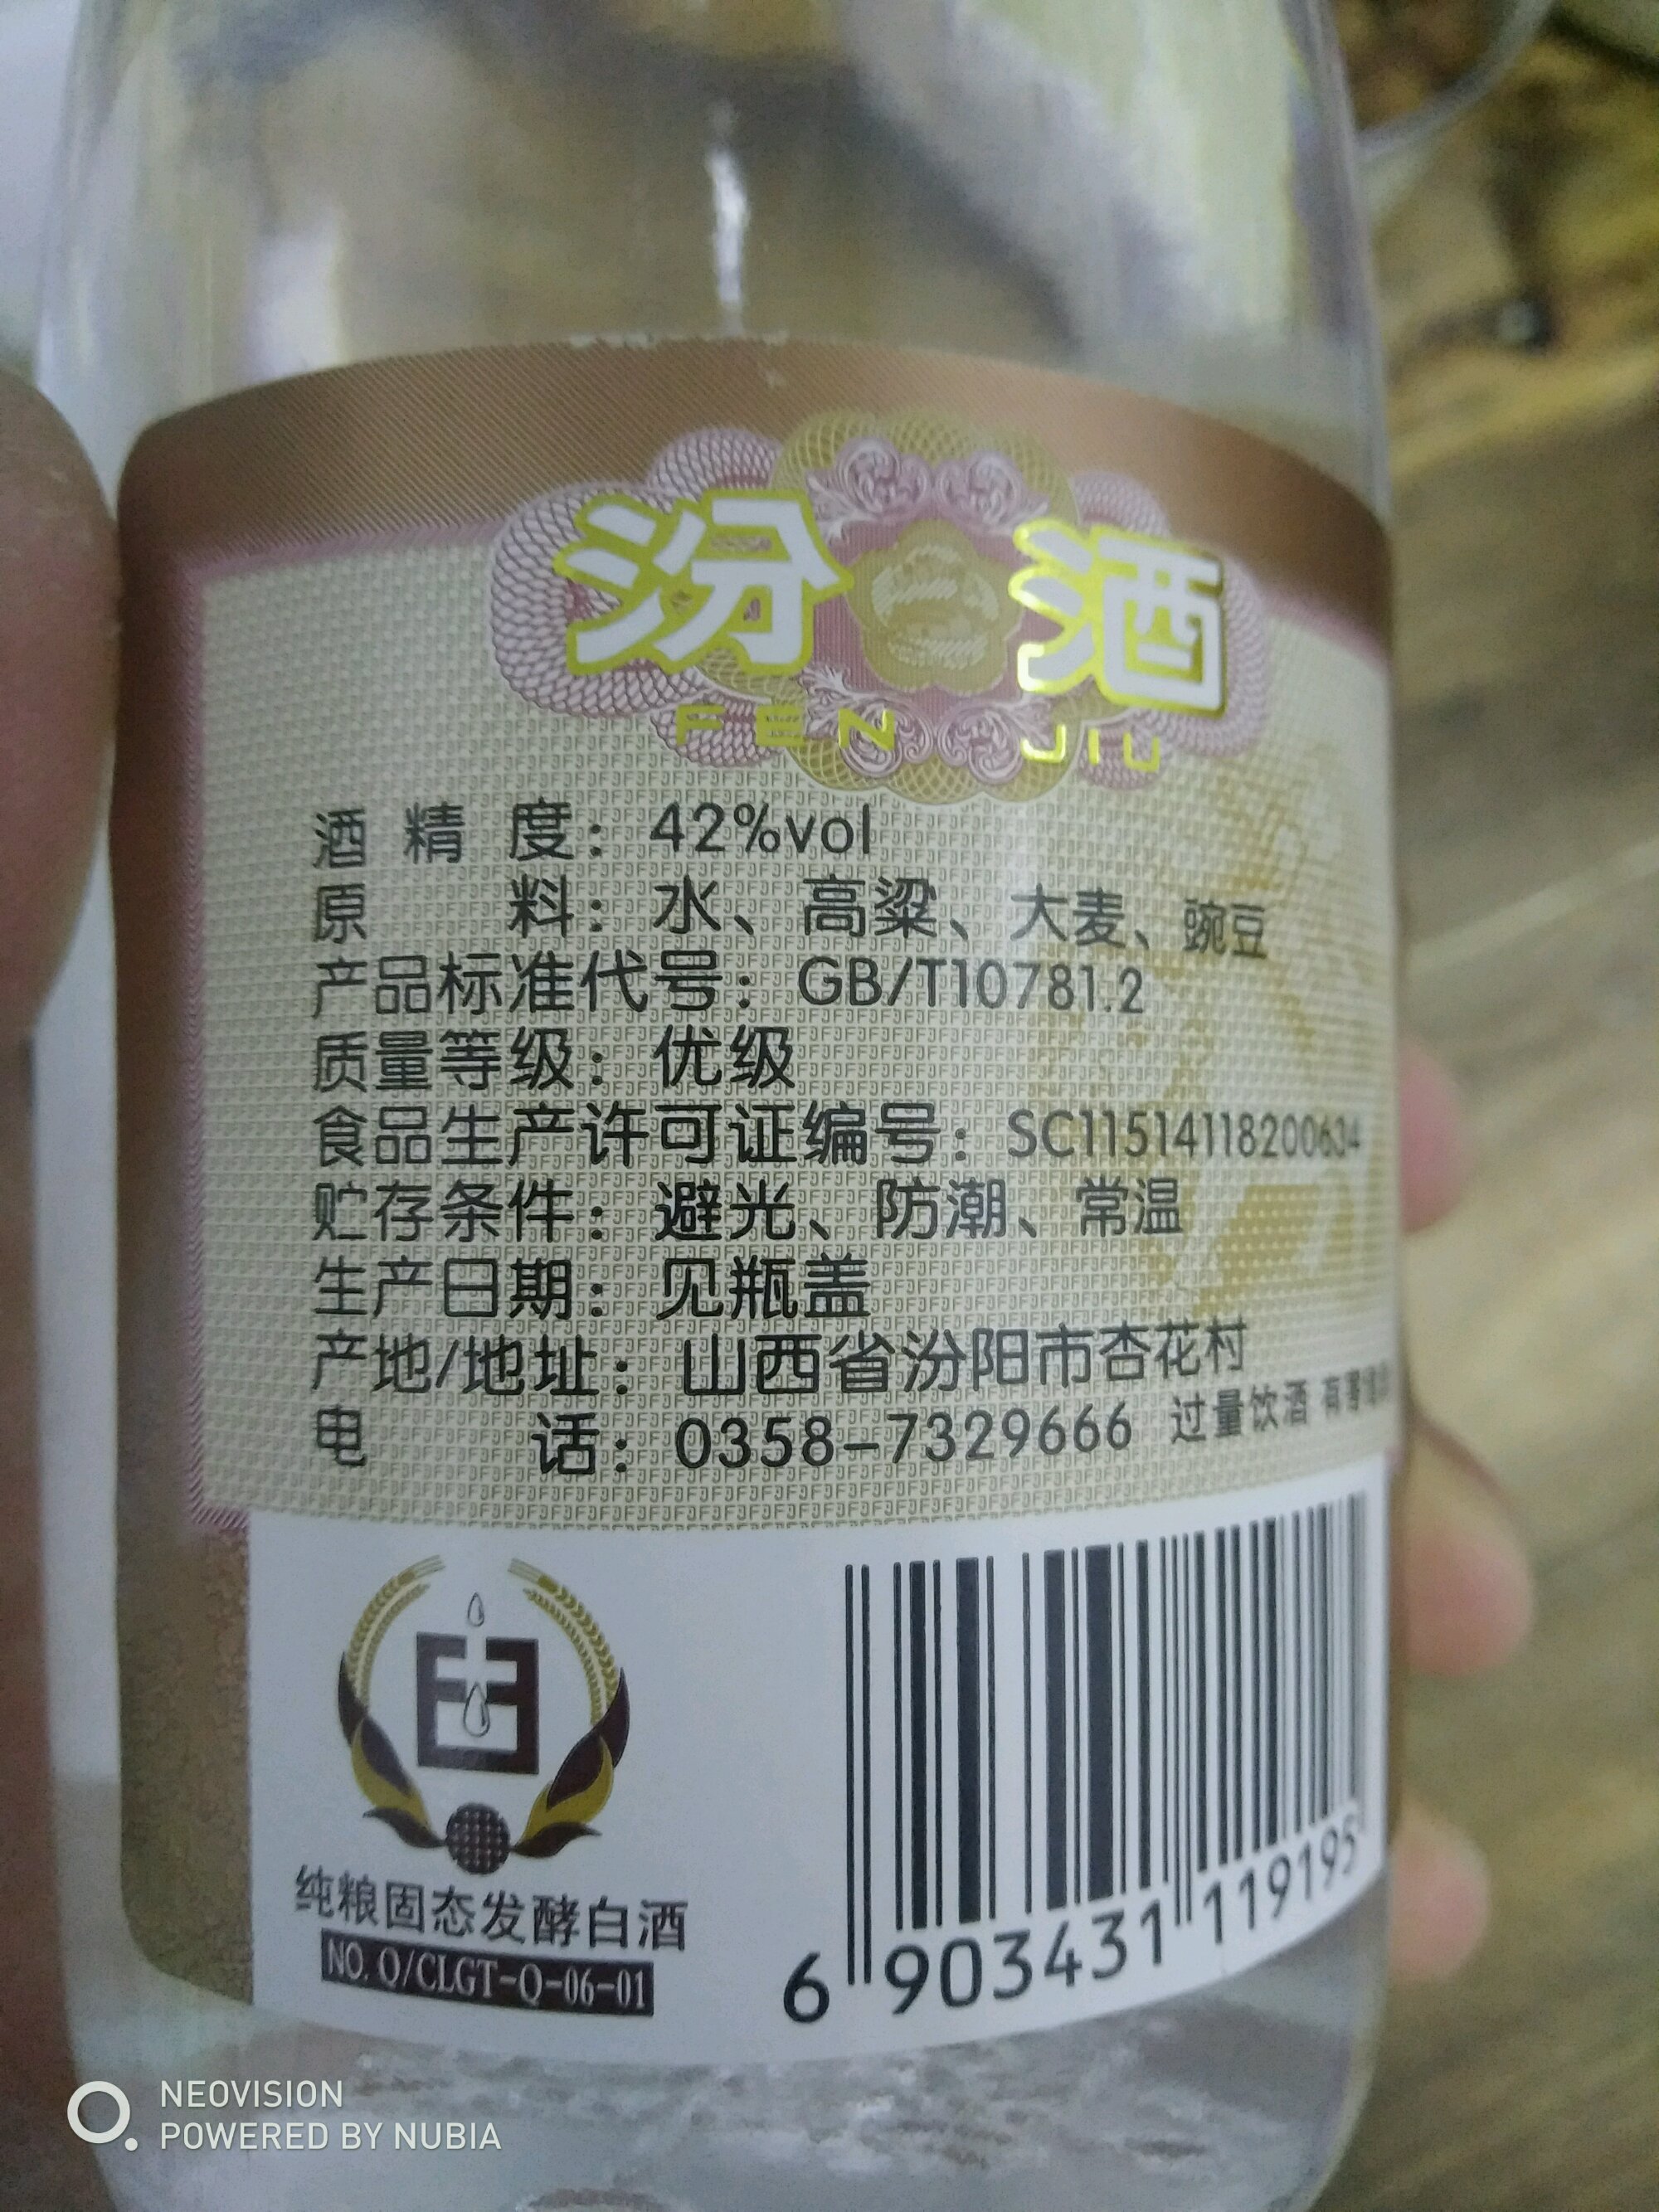 汾酒
FEN JIU
酒精度：42%vol
原料：水、高粱、大麦、豌豆
产品标准代号：GB/T10781.2
质量等级：优级
食品生产许可证编号：SC11514118200634
贮存条件：避光、防潮、常温
生产日期：见瓶盖
产地/地址：山西省汾阳市杏花村
电话：0358-7329666 过量饮酒 有害
纯粮固态发酵白酒
NO. Q/CLGT-Q-06-01
6 903431 119195
NEOVISION
POWERED BY NUBIA